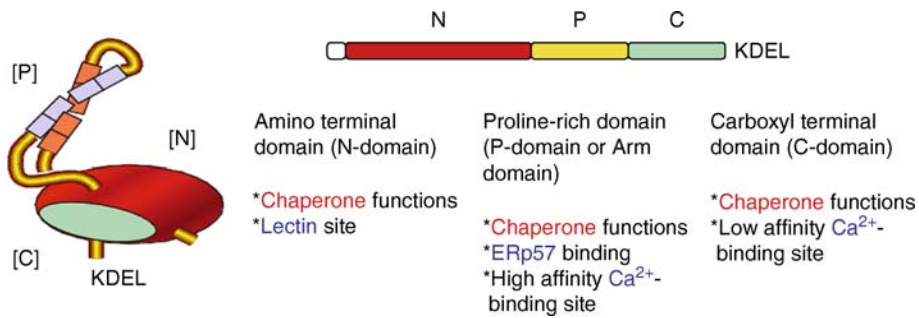 N P C
KDEL
[P]
[N]
[C]
KDEL
Amino terminal
domain (N-domain)
*Chaperone functions
*Lectin site
Proline-rich domain
(P-domain or Arm
domain)
*Chaperone functions
*ERp57 binding
*High affinity Ca2+-
binding site
Carboxyl terminal
domain (C-domain)
*Chaperone functions
*Low affinity Ca2+-
binding site